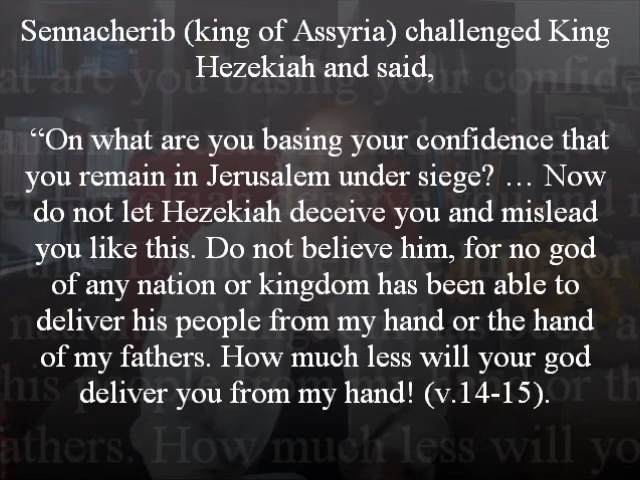 Sennacherib (king of Assyria) challenged King
Hezekiah and said,
“On what are you basing your confidence that
you remain in Jerusalem under siege? … Now
do not let Hezekiah deceive you and mislead
you like this. Do not believe him, for no god
of any nation or kingdom has been able to
deliver his people from my hand or the hand
of my fathers. How much less will your god
deliver you from my hand! (v.14-15).